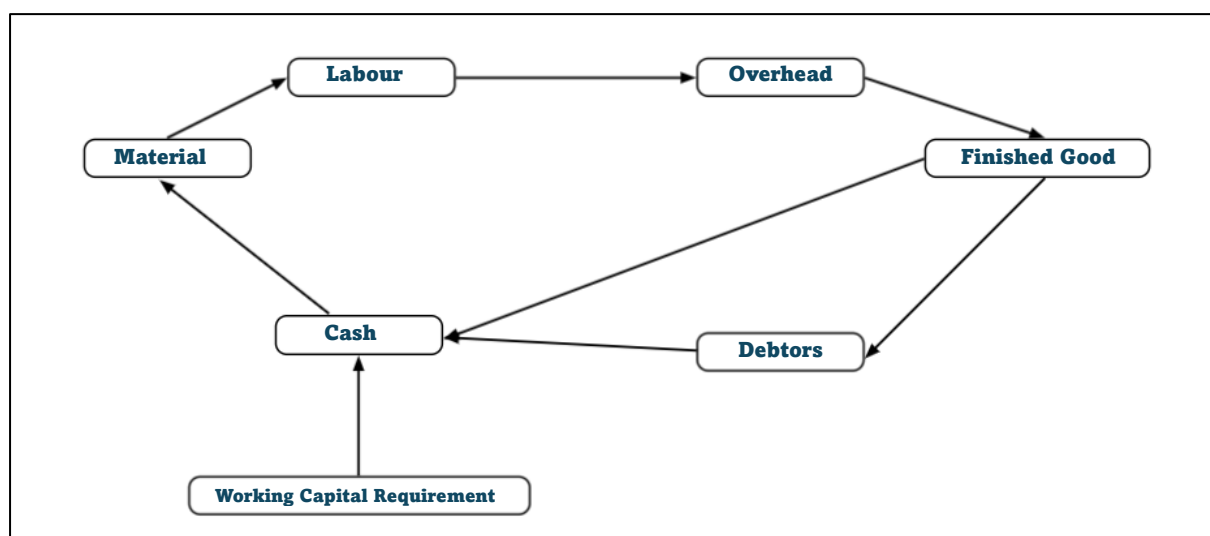 Labour
Overhead
Material
Finished Good
Cash
Debtors
Working Capital Requirement